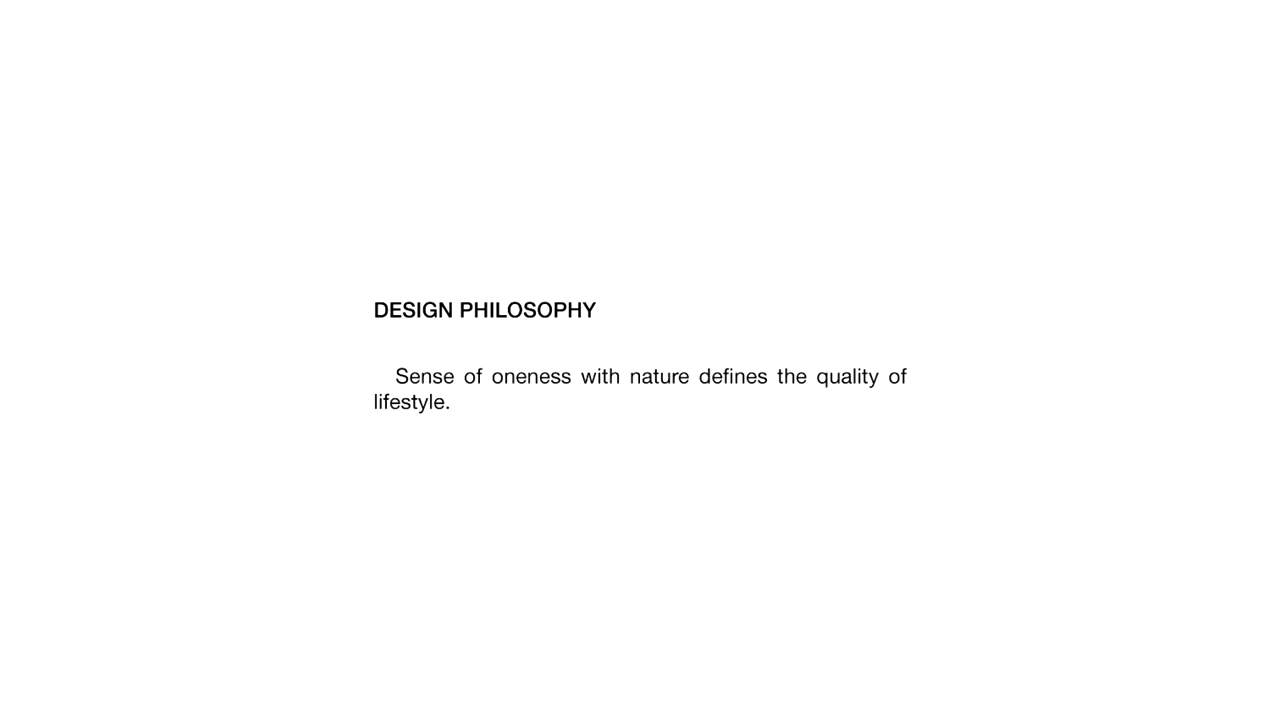 DESIGN PHILOSOPHY
Sense of oneness with nature defines the quality of
lifestyle.